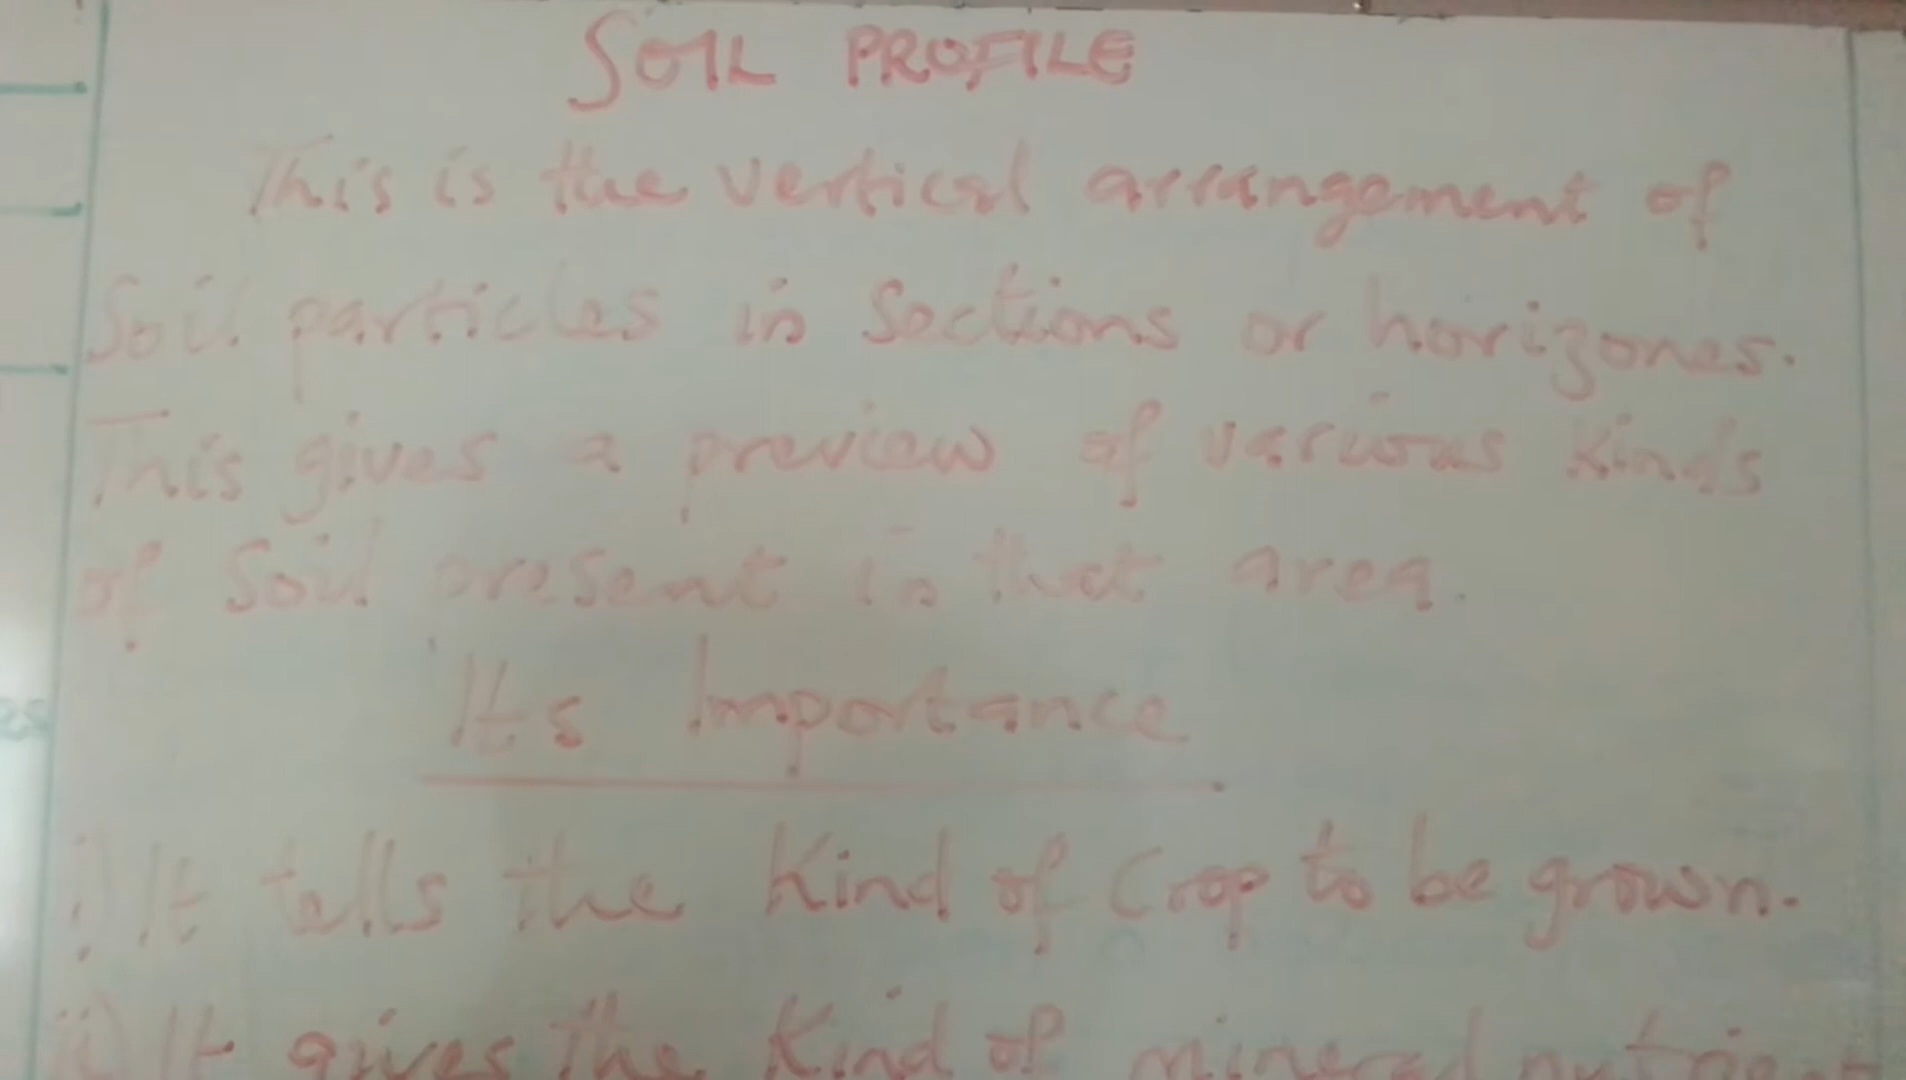 SOIL PROFILE
This is the vertical arrangement of
Soil particles in Sections or horizones.
This gives a preview of various kinds
of Soil present in that area.
Its Importance
i) It tells the Kind of Crop to be grown.
ii) It gives the Kind of mineral nutrient